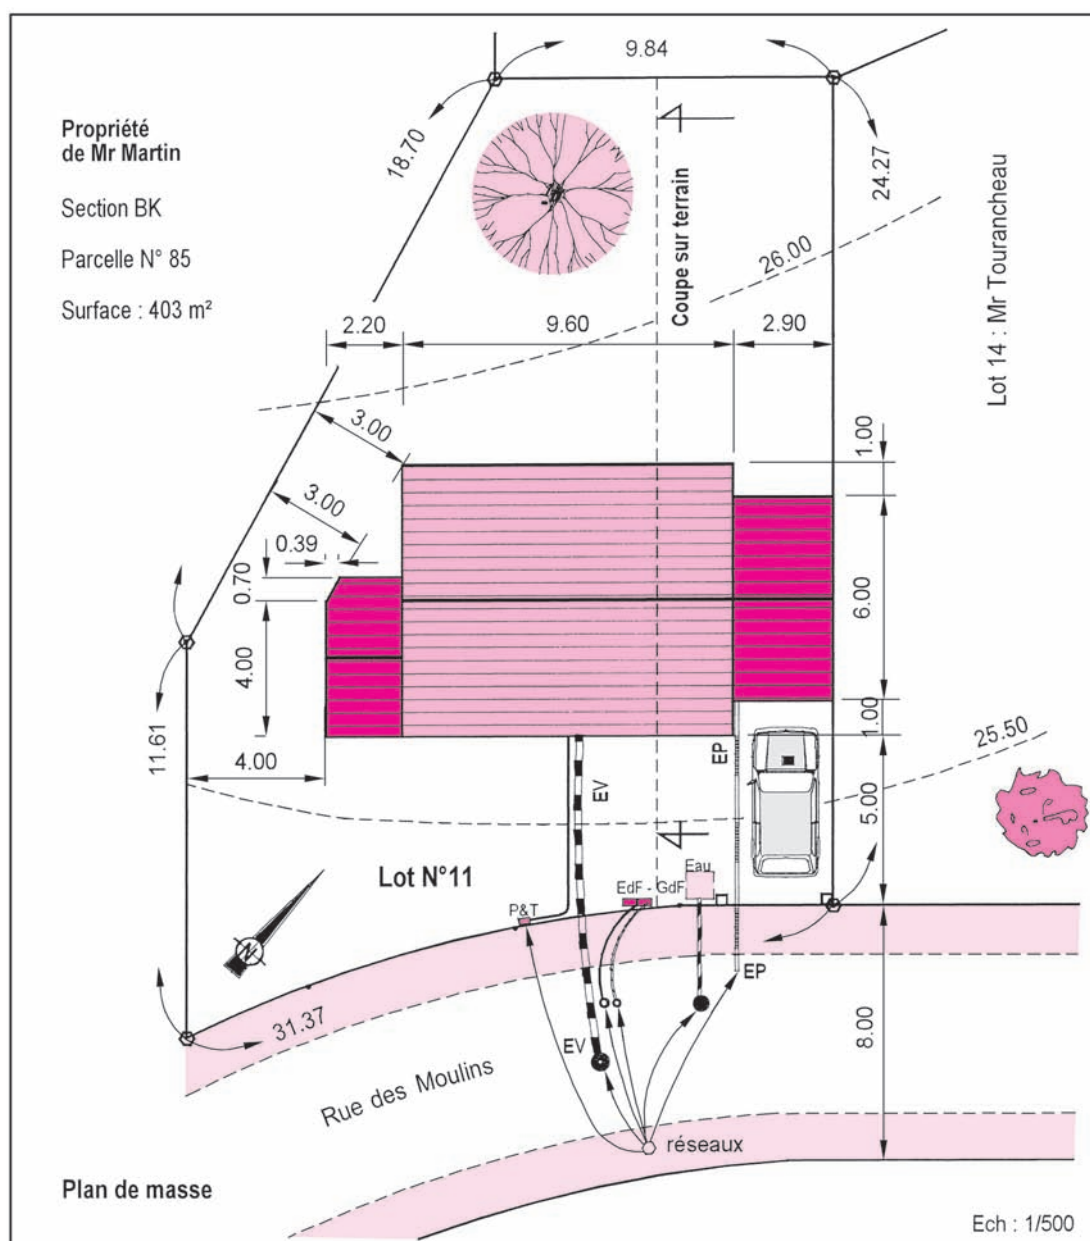 9.84
Propriété
de Mr Martin
Section BK
Parcelle N° 85
Surface : 403 m²
18.70
24.27
Coupe sur terrain
26.00
Lot 14 : Mr Tourancheau
2.20
9.60
2.90
3.00
1.00
3.00
0.39
0.70
6.00
4.00
1.00
25.50
11.61
4.00
EV
EP
5.00
Lot N°11
P&T
EdF - GdF
Eau
N
EP
31.37
EV
8.00
Rue des Moulins
réseaux
Plan de masse
Ech : 1/500